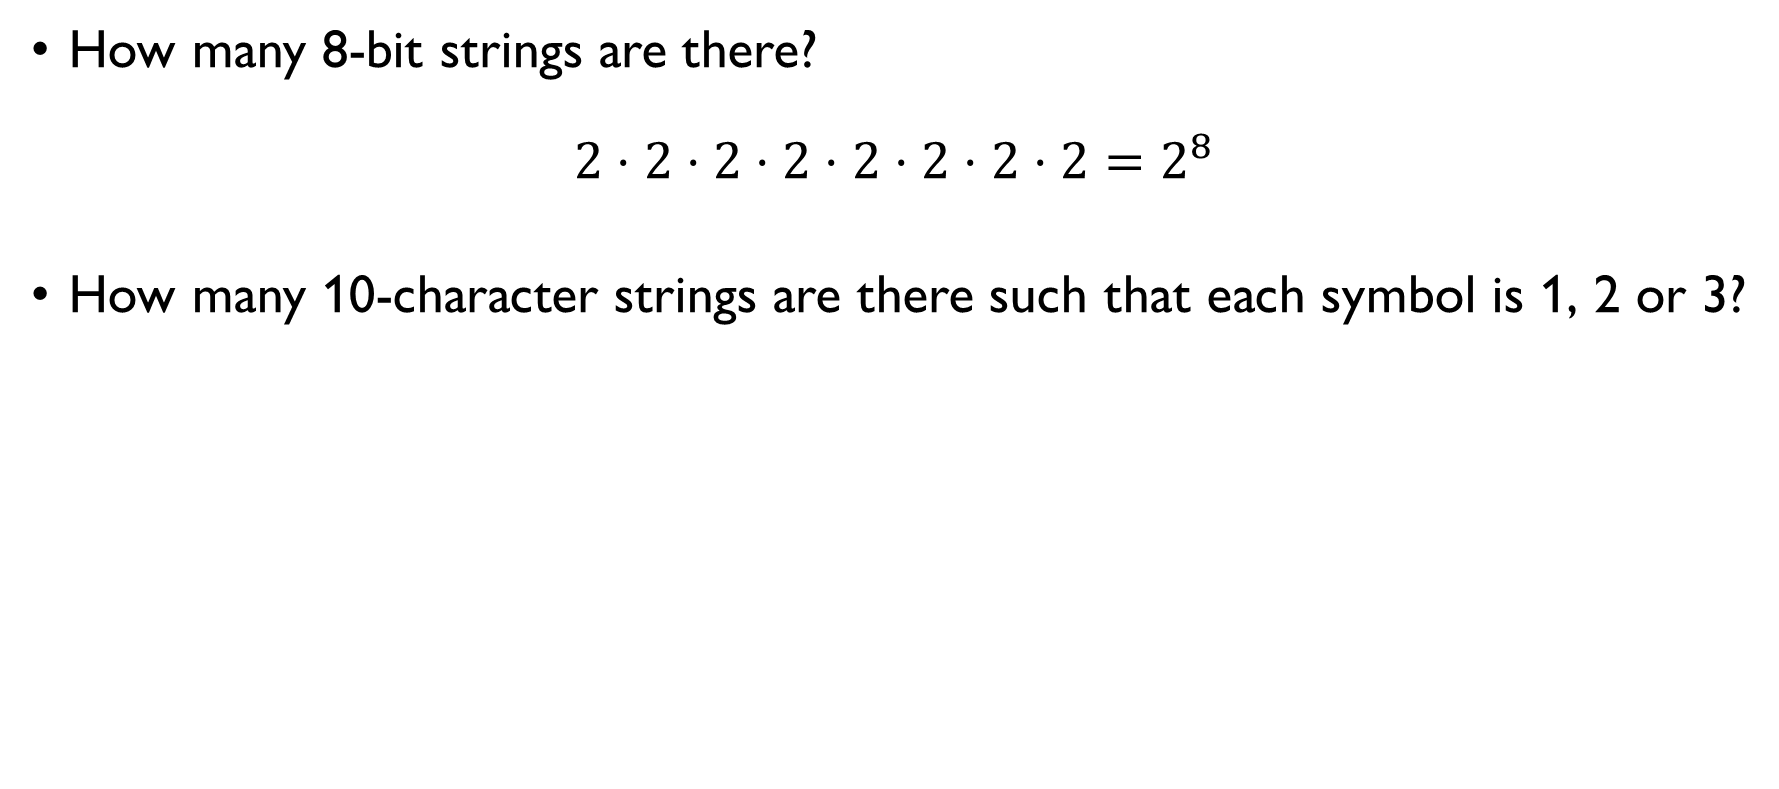 • How many 8-bit strings are there?
2 · 2 · 2 · 2 · 2 · 2 · 2 · 2 = 2⁸
• How many 10-character strings are there such that each symbol is 1, 2 or 3?